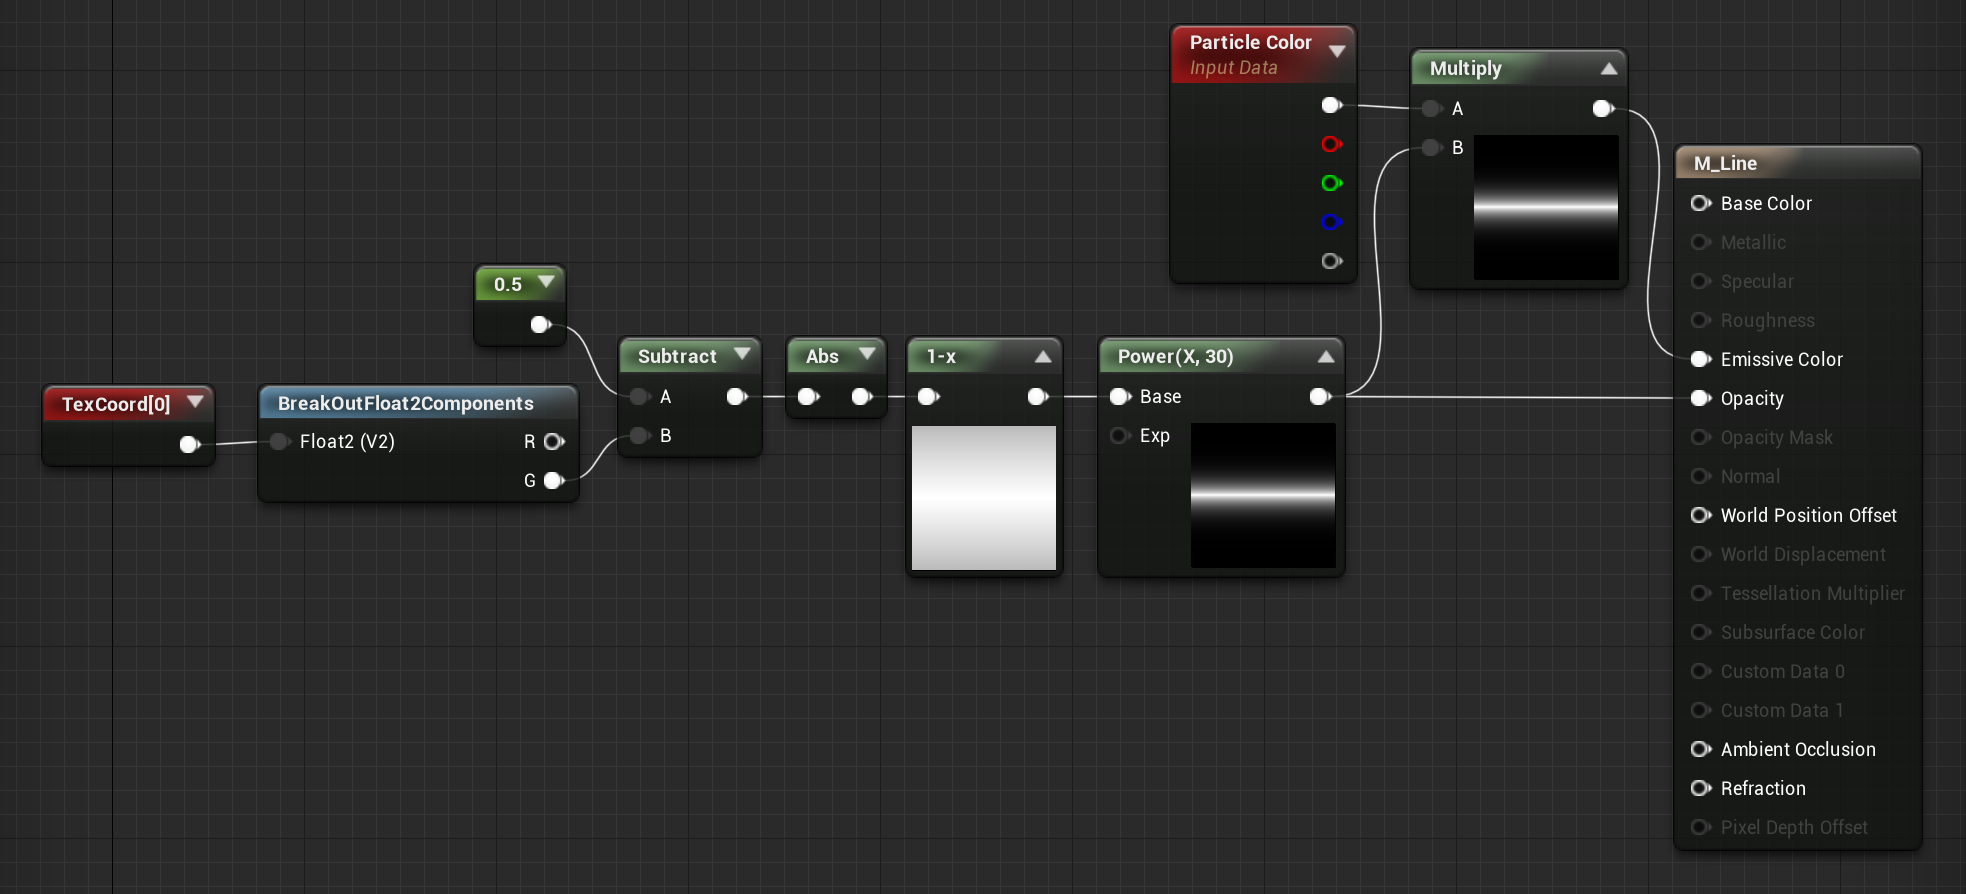 Particle Color
Input Data
Multiply
A
B
M_Line
Base Color
Metallic
Specular
Roughness
Emissive Color
Opacity
Opacity Mask
Normal
World Position Offset
World Displacement
Tessellation Multiplier
Subsurface Color
Custom Data 0
Custom Data 1
Ambient Occlusion
Refraction
Pixel Depth Offset
0.5
TexCoord[0]
BreakOutFloat2Components
Float2 (V2)
R
G
Subtract
A
B
Abs
1-x
Power(X, 30)
Base
Exp